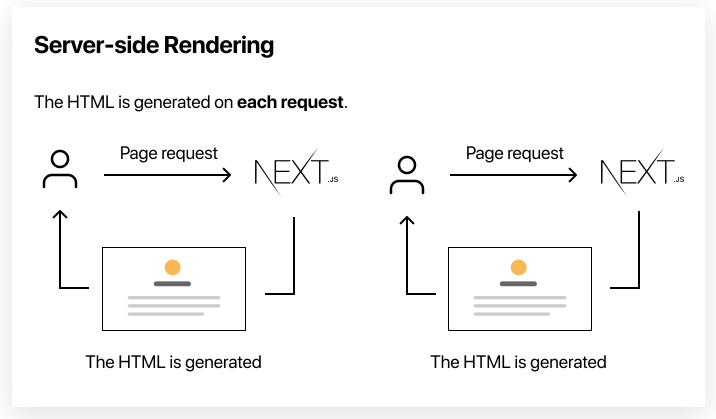 Server-side Rendering
The HTML is generated on each request.
Page request
NEXT.JS
The HTML is generated
Page request
NEXT.JS
The HTML is generated